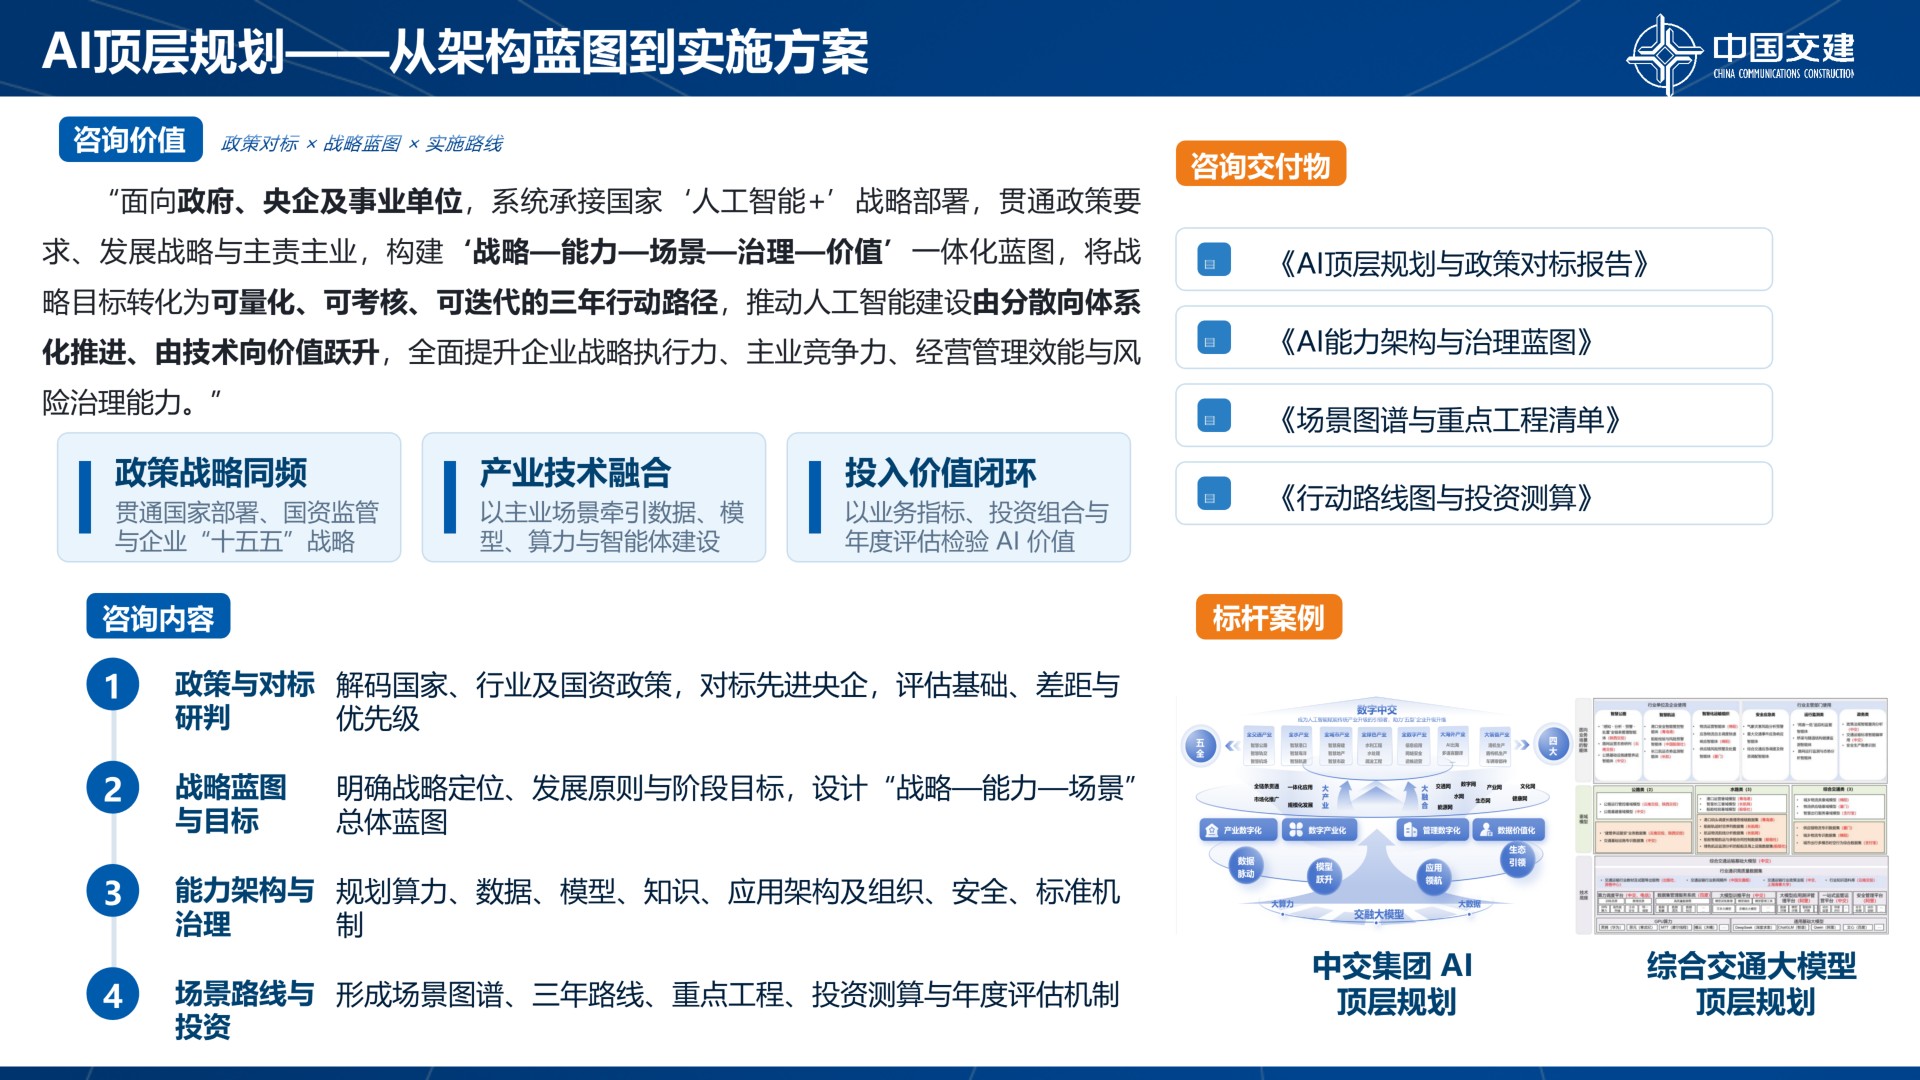 AI顶层规划——从架构蓝图到实施方案
中国交建
CHINA COMMUNICATIONS CONSTRUCTION
咨询价值
政策对标 × 战略蓝图 × 实施路线
“面向政府、央企及事业单位，系统承接国家‘人工智能+’战略部署，贯通政策要
求、发展战略与主责主业，构建‘战略—能力—场景—治理—价值’一体化蓝图，将战
略目标转化为可量化、可考核、可迭代的三年行动路径，推动人工智能建设由分散向体系
化推进、由技术向价值跃升，全面提升企业战略执行力、主业竞争力、经营管理效能与风
险治理能力。”
政策战略同频
贯通国家部署、国资监管
与企业“十五五”战略
产业技术融合
以主业场景牵引数据、模
型、算力与智能体建设
投入价值闭环
以业务指标、投资组合与
年度评估检验 AI 价值
咨询内容
1
政策与对标
研判
解码国家、行业及国资政策，对标先进央企，评估基础、差距与
优先级
2
战略蓝图
与目标
明确战略定位、发展原则与阶段目标，设计“战略—能力—场景”
总体蓝图
3
能力架构与
治理
规划算力、数据、模型、知识、应用架构及组织、安全、标准机
制
4
场景路线与
投资
形成场景图谱、三年路线、重点工程、投资测算与年度评估机制
咨询交付物
《AI顶层规划与政策对标报告》
《AI能力架构与治理蓝图》
《场景图谱与重点工程清单》
《行动路线图与投资测算》
标杆案例
数字中交
五全
四大
大产业
大融合
产业数字化
数字产业化
管理数字化
数据价值化
数据
脉动
模型
跃升
应用
领航
生态
引领
大算力
交融大模型
大数据
中交集团 AI
顶层规划
综合交通大模型
顶层规划